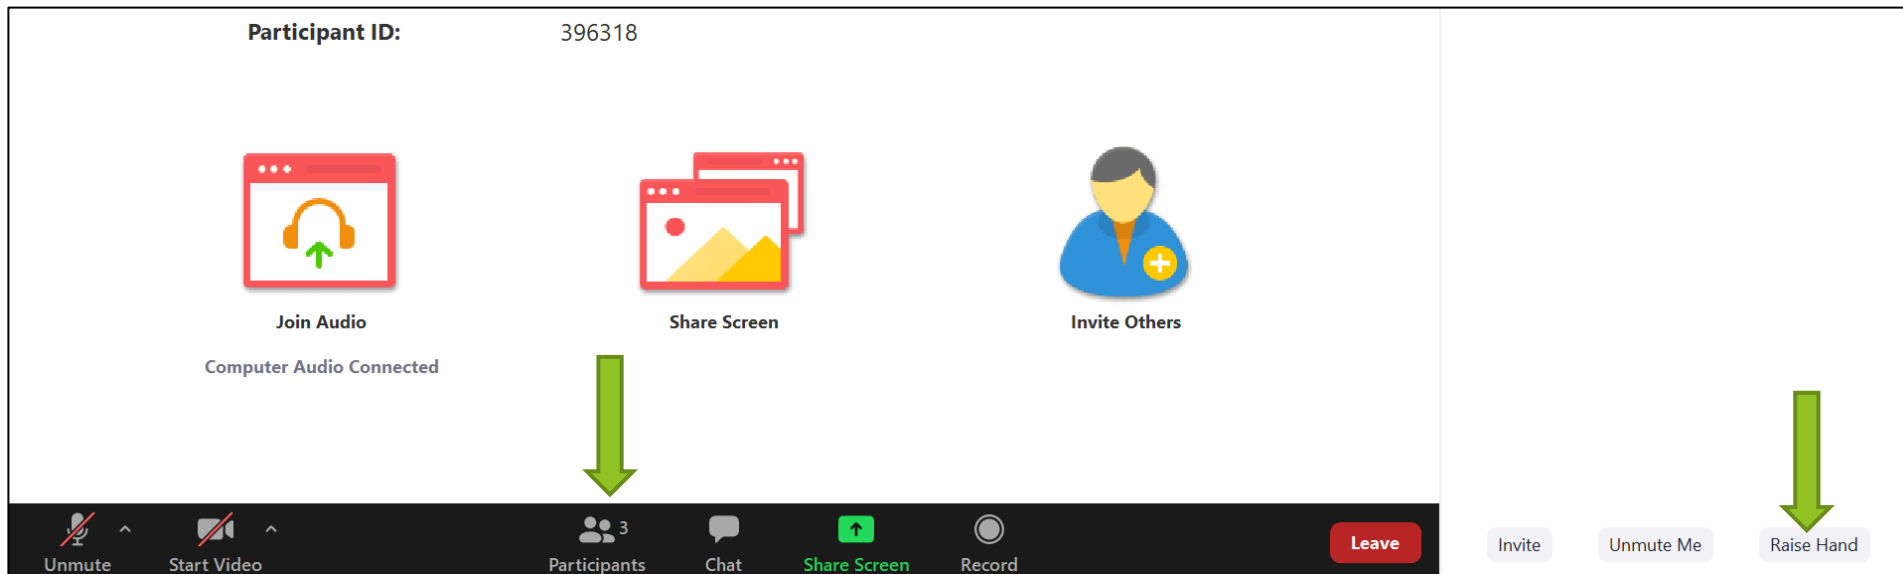 Participant ID: 396318
Join Audio
Share Screen
Invite Others
Computer Audio Connected
Unmute
Start Video
3
Participants
Chat
Share Screen
Record
Leave
Invite
Unmute Me
Raise Hand